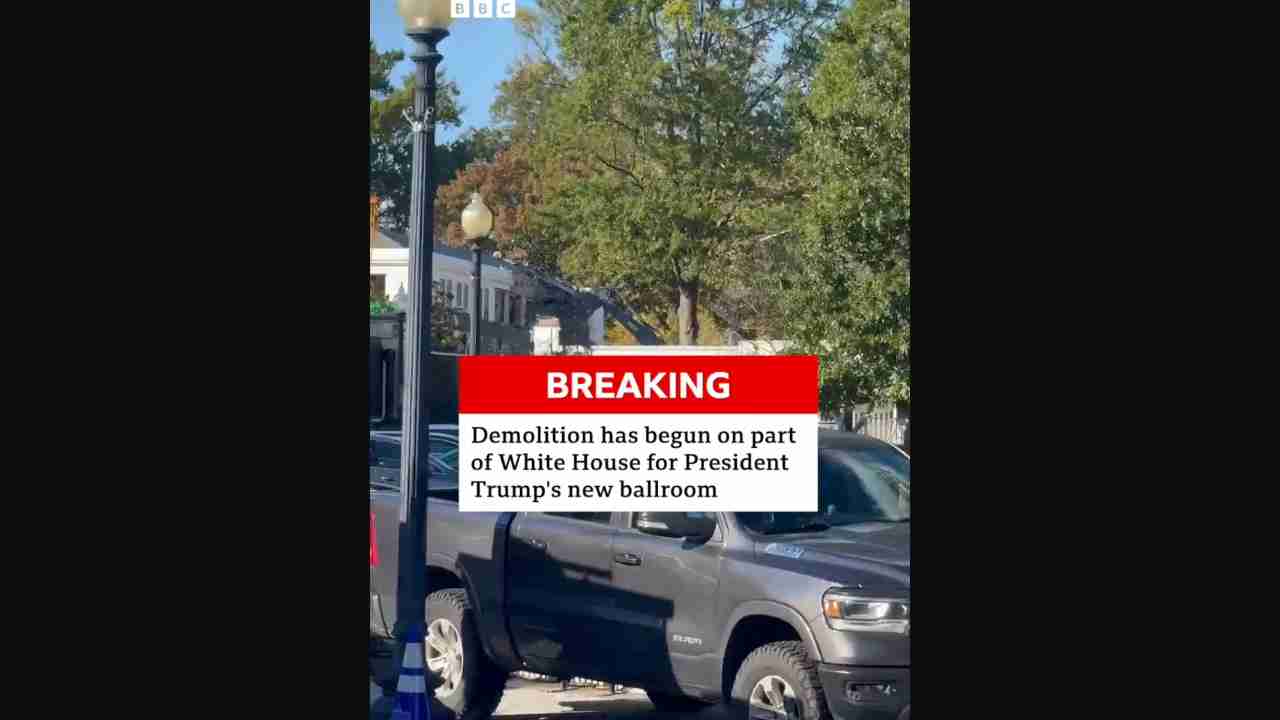 BBC
BREAKING
Demolition has begun on part
of White House for President
Trump's new ballroom